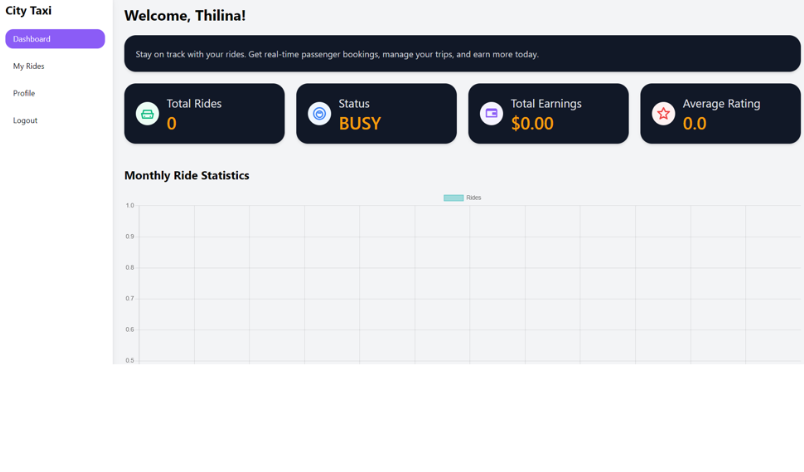 City Taxi
Dashboard
My Rides
Profile
Logout
Welcome, Thilina!
Stay on track with your rides. Get real-time passenger bookings, manage your trips, and earn more today.
Total Rides
0
Status
BUSY
Total Earnings
$0.00
Average Rating
0.0
Monthly Ride Statistics
Rides
1.0
0.9
0.8
0.7
0.6
0.5